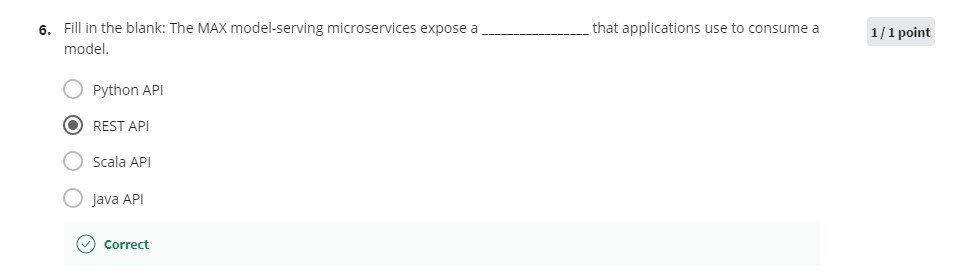 6. Fill in the blank: The MAX model-serving microservices expose a _________________ that applications use to consume a
model.
1 / 1 point
Python API
REST API
Scala API
Java API
Correct